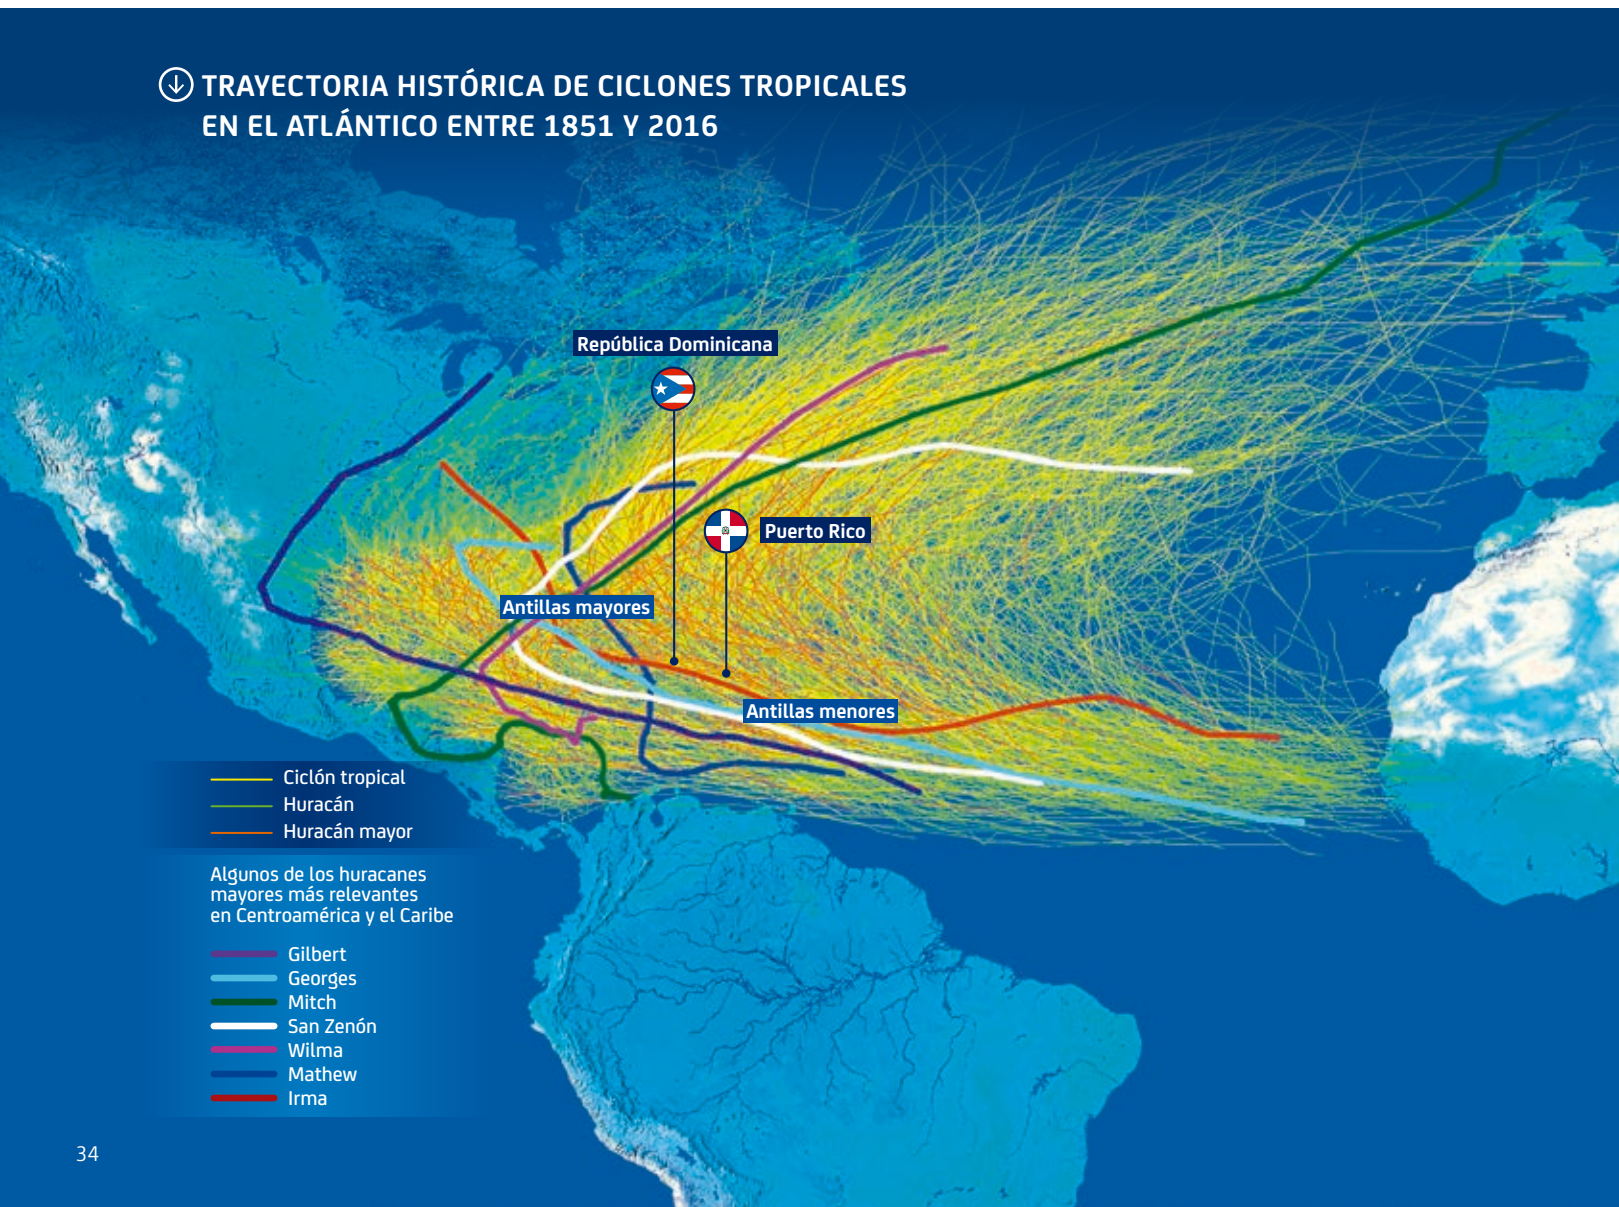 TRAYECTORIA HISTÓRICA DE CICLONES TROPICALES
EN EL ATLÁNTICO ENTRE 1851 Y 2016
República Dominicana
Puerto Rico
Antillas mayores
Antillas menores
Ciclón tropical
Huracán
Huracán mayor
Algunos de los huracanes
mayores más relevantes
en Centroamérica y el Caribe
Gilbert
Georges
Mitch
San Zenón
Wilma
Mathew
Irma
34